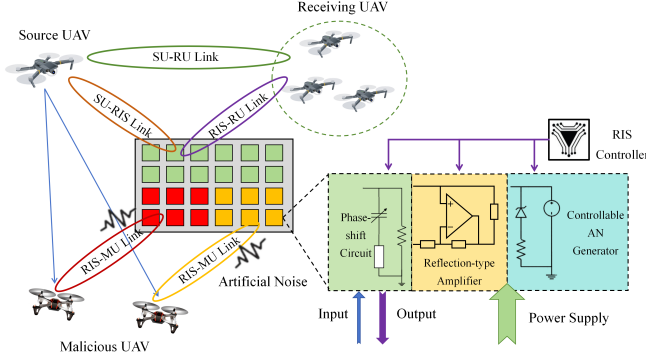 Receiving UAV
Source UAV
SU-RU Link
SU-RIS Link
RIS-RU Link
RIS
Controller
Phase-
shift
Circuit
Controllable
AN
Generator
Reflection-type
Amplifier
RIS-MU Link
RIS-MU Link
Artificial Noise
Input
Output
Power Supply
Malicious UAV